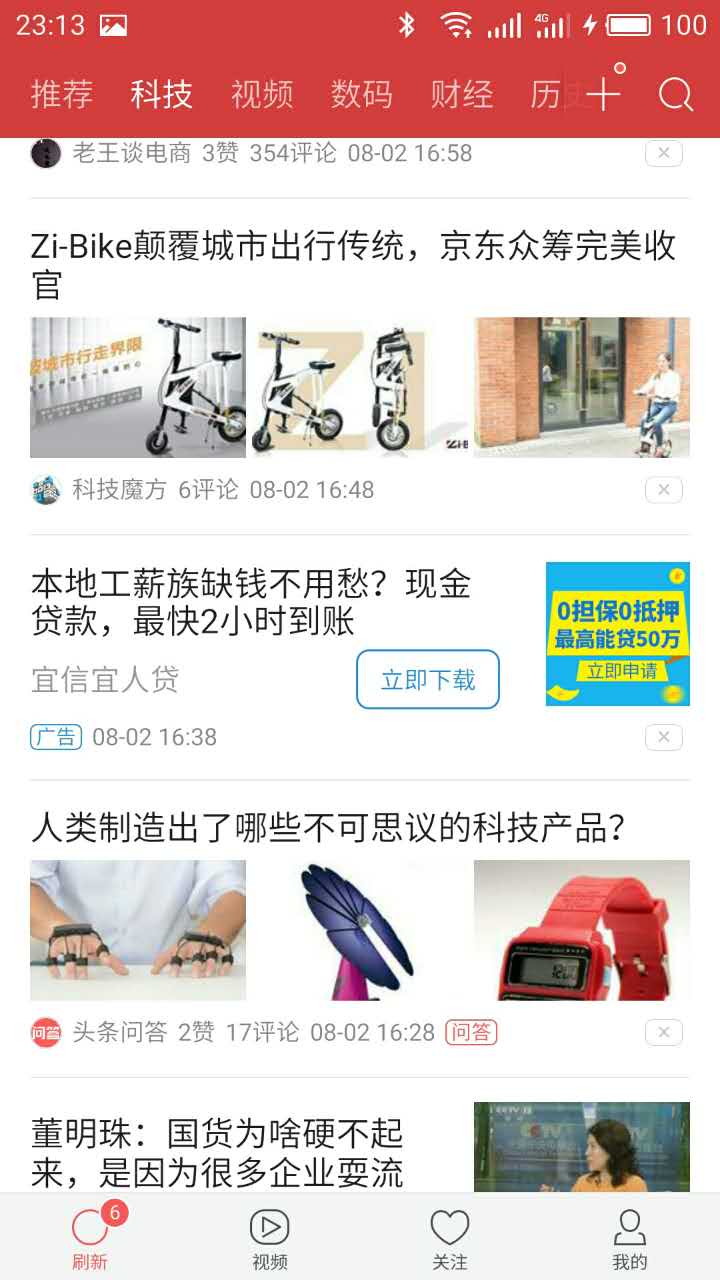 23:13
4G
100
推荐 科技 视频 数码 财经 历史
老王谈电商 3赞 354评论 08-02 16:58
Zi-Bike颠覆城市出行传统，京东众筹完美收
官
城市行走界限
ZI
科技魔方 6评论 08-02 16:48
本地工薪族缺钱不用愁？现金
贷款，最快2小时到账
宜信宜人贷
立即下载
0担保0抵押
最高能贷50万
立即申请
广告 08-02 16:38
人类制造出了哪些不可思议的科技产品？
12:00
问答 头条问答 2赞 17评论 08-02 16:28 问答
董明珠：国货为啥硬不起
来，是因为很多企业耍流
CCTV
6
刷新 视频 关注 我的